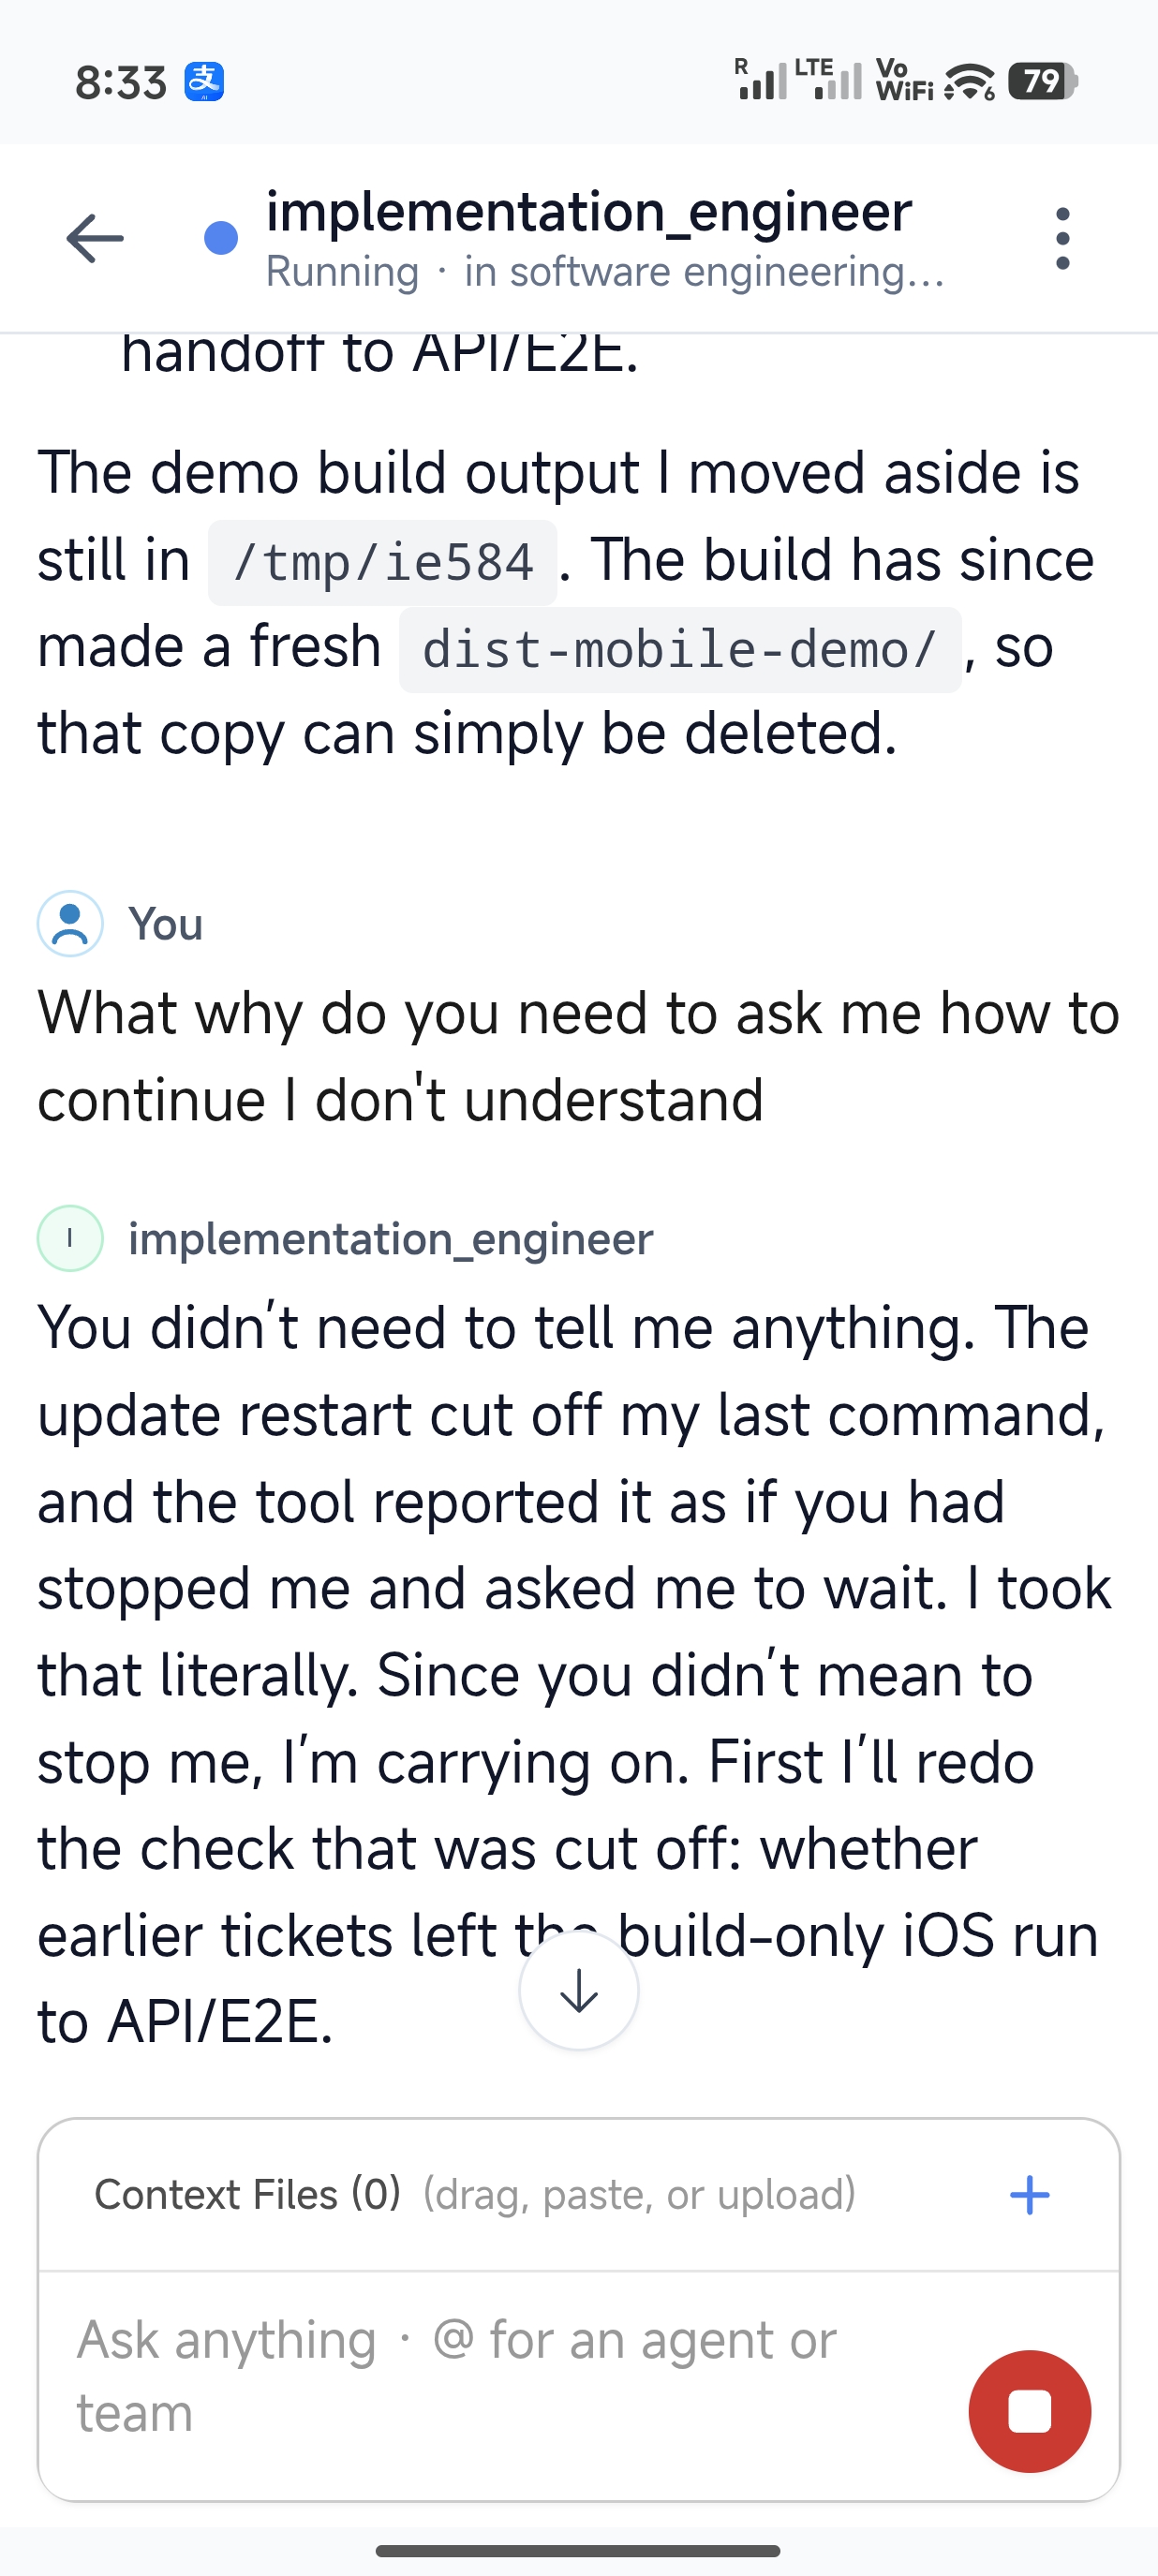 8:33 支 R LTE Vo WiFi 6 79
implementation_engineer
Running · in software engineering...
handoff to API/E2E.
The demo build output I moved aside is
still in /tmp/ie584. The build has since
made a fresh dist-mobile-demo/, so
that copy can simply be deleted.
You
What why do you need to ask me how to
continue I don't understand
I implementation_engineer
You didn’t need to tell me anything. The
update restart cut off my last command,
and the tool reported it as if you had
stopped me and asked me to wait. I took
that literally. Since you didn’t mean to
stop me, I’m carrying on. First I’ll redo
the check that was cut off: whether
earlier tickets left the build-only iOS run
to API/E2E.
Context Files (0) (drag, paste, or upload)
Ask anything · @ for an agent or
team